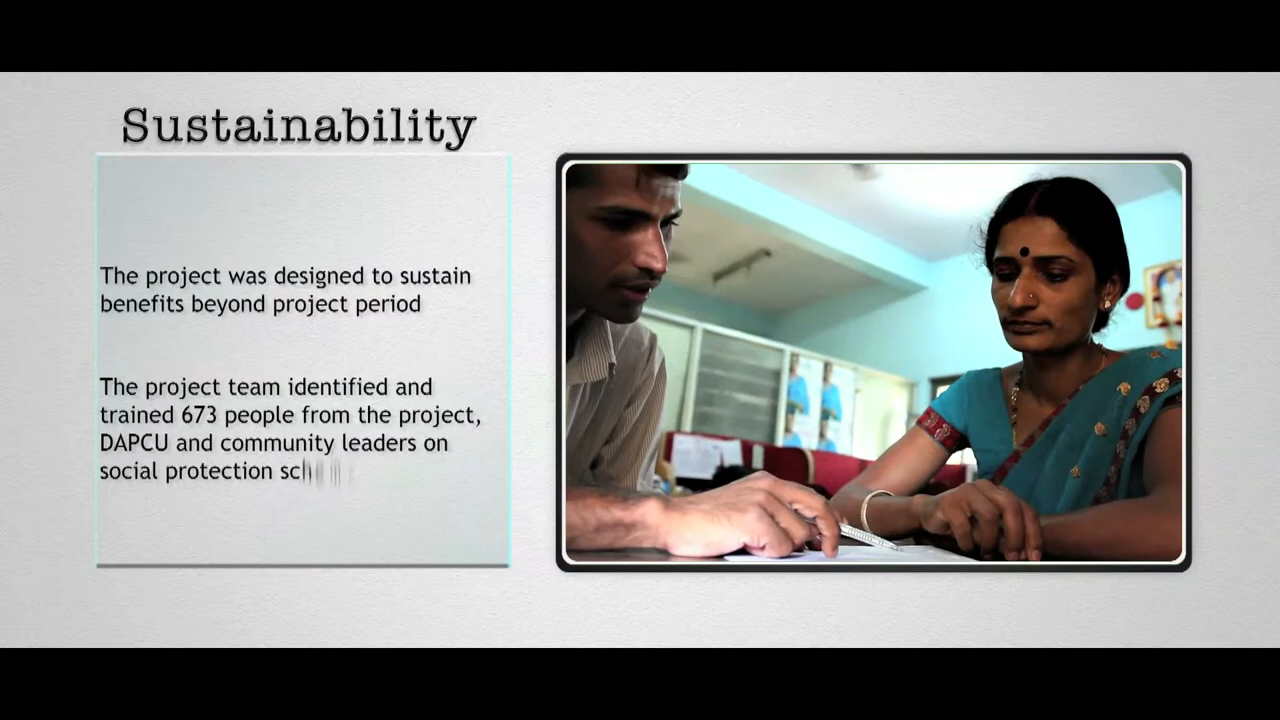 Sustainability
The project was designed to sustain
benefits beyond project period
The project team identified and
trained 673 people from the project,
DAPCU and community leaders on
social protection